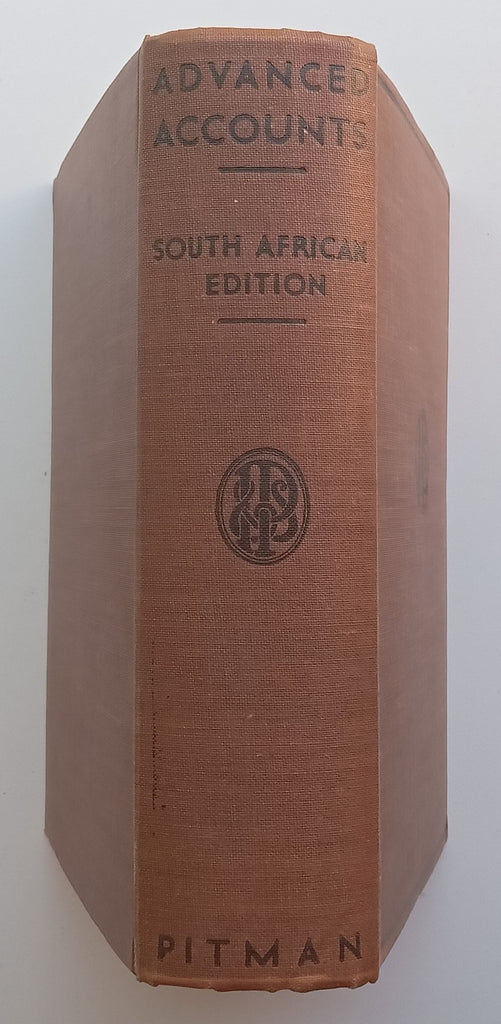 ADVANCED
ACCOUNTS
SOUTH AFRICAN
EDITION
PITMAN